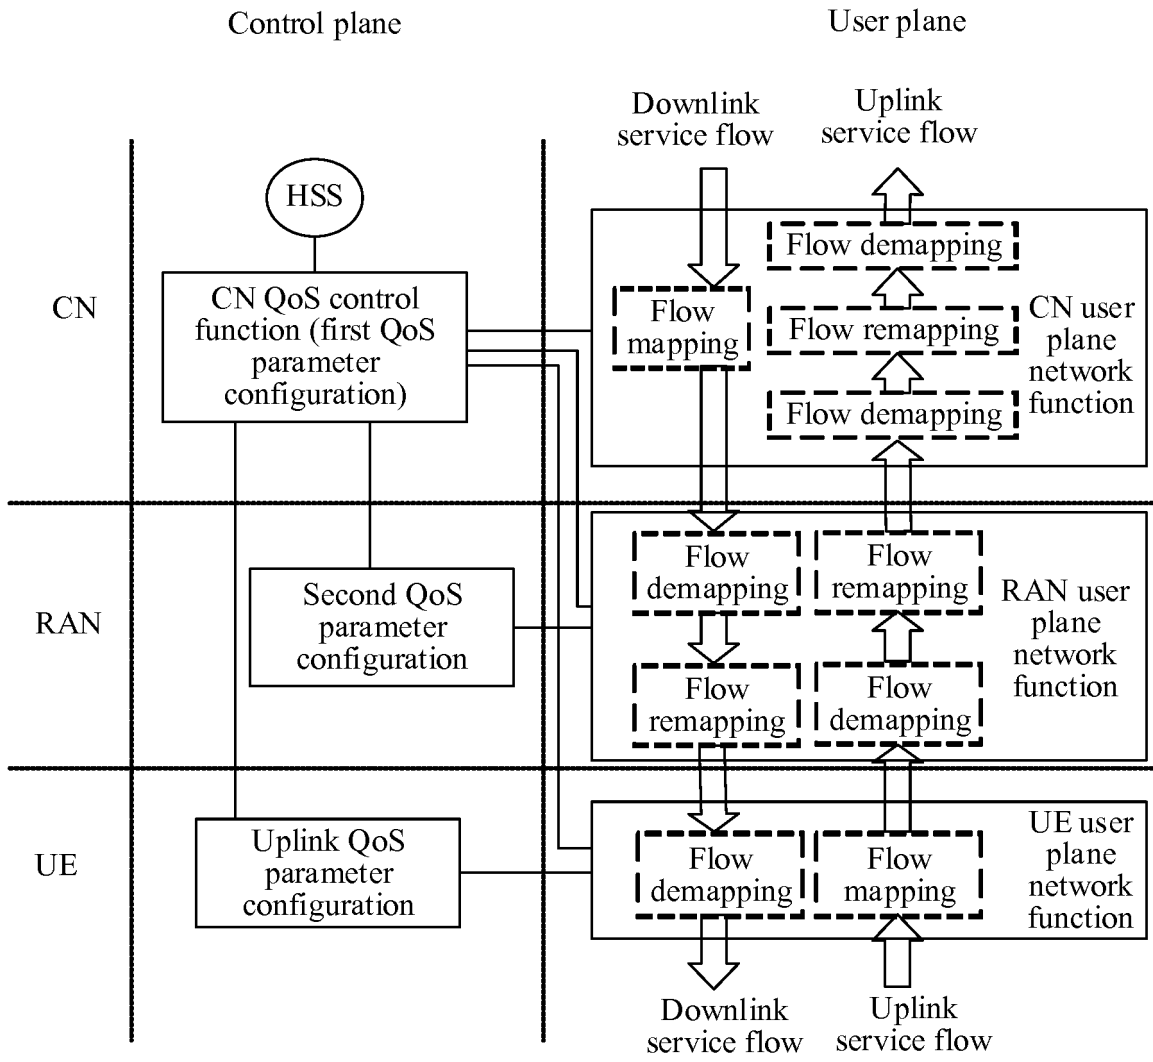 Control plane
User plane
Downlink
service flow
Uplink
service flow
CN
HSS
CN QoS control
function (first QoS
parameter
configuration)
Flow
mapping
Flow demapping
Flow remapping
Flow demapping
CN user
plane
network
function
RAN
Second QoS
parameter
configuration
Flow
demapping
Flow
remapping
Flow
remapping
Flow
demapping
RAN user
plane
network
function
UE
Uplink QoS
parameter
configuration
Flow
demapping
Flow
mapping
UE user
plane
network
function
Downlink
service flow
Uplink
service flow